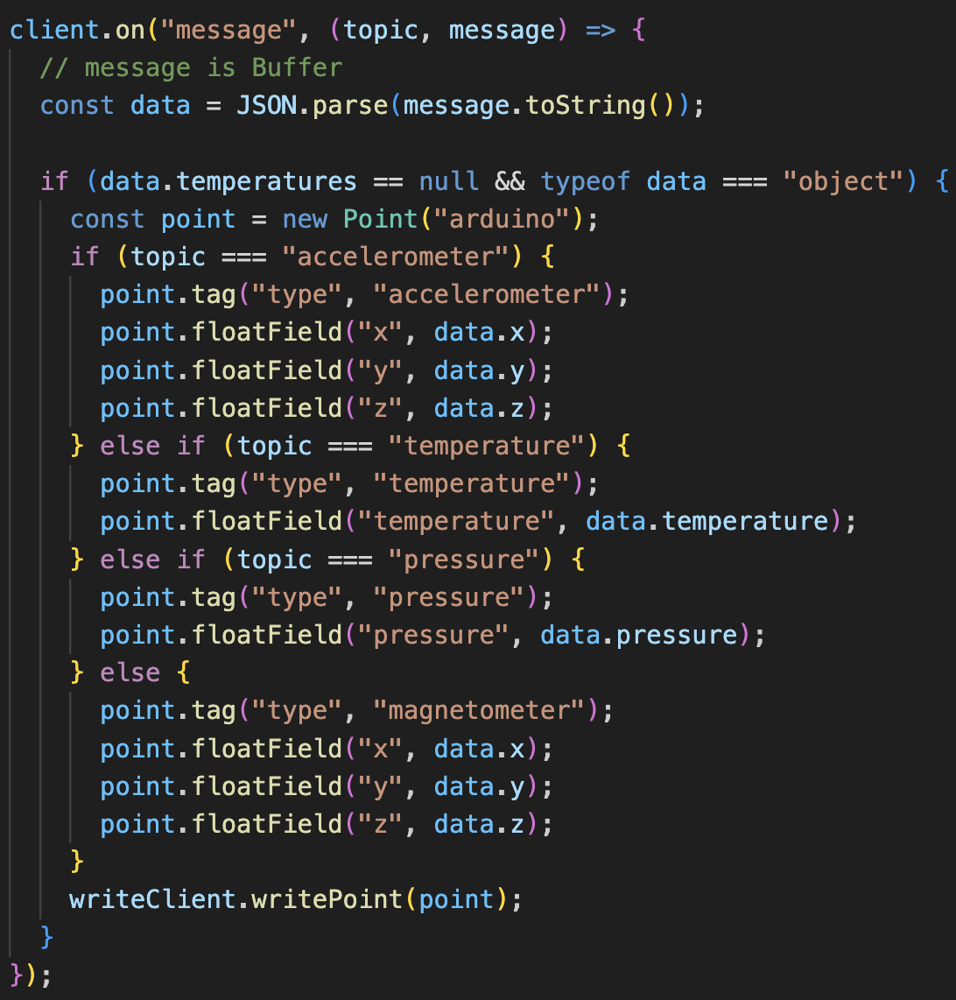 client.on("message", (topic, message) => {
  // message is Buffer
  const data = JSON.parse(message.toString());

  if (data.temperatures == null && typeof data === "object") {
    const point = new Point("arduino");
    if (topic === "accelerometer") {
      point.tag("type", "accelerometer");
      point.floatField("x", data.x);
      point.floatField("y", data.y);
      point.floatField("z", data.z);
    } else if (topic === "temperature") {
      point.tag("type", "temperature");
      point.floatField("temperature", data.temperature);
    } else if (topic === "pressure") {
      point.tag("type", "pressure");
      point.floatField("pressure", data.pressure);
    } else {
      point.tag("type", "magnetometer");
      point.floatField("x", data.x);
      point.floatField("y", data.y);
      point.floatField("z", data.z);
    }
    writeClient.writePoint(point);
  }
});